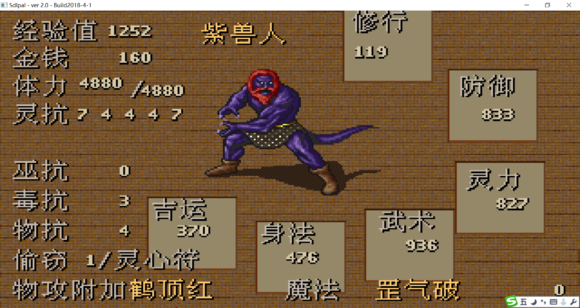 Sdlpal - ver 2.0 - Build2018-4-1
经验值 1252
紫兽人
修行
119
金钱 160
体力 4880/4880
防御
833
灵抗 7 4 4 4 7
巫抗 0
灵力
827
毒抗 3
吉运
370
物抗 4
身法
476
武术
936
偷窃 1/灵心符
物攻附加鹤顶红
魔法 罡气破 0
五